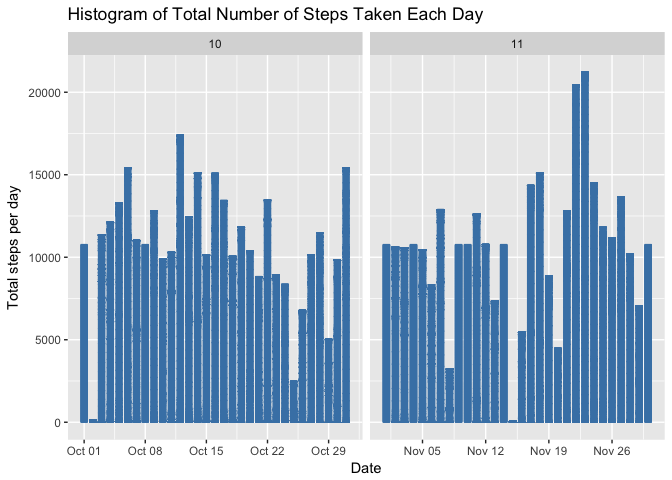 Histogram of Total Number of Steps Taken Each Day
10
11
20000
15000
10000
5000
0
Total steps per day
Oct 01 Oct 08 Oct 15 Oct 22 Oct 29
Nov 05 Nov 12 Nov 19 Nov 26
Date